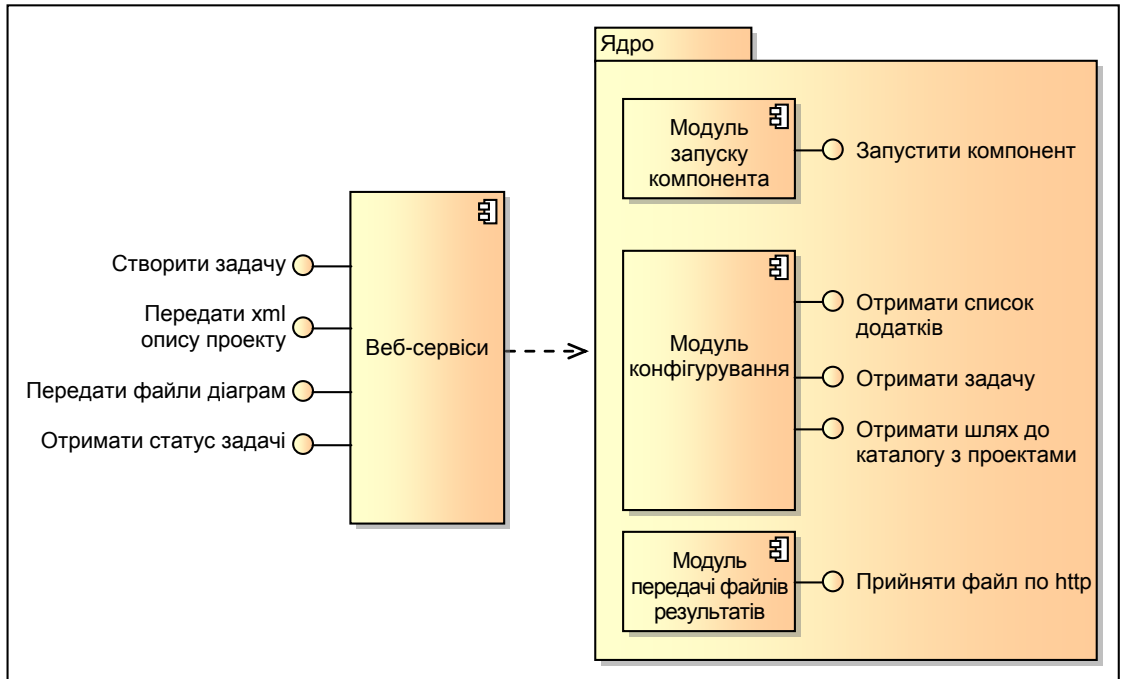 Ядро
Модуль
запуску
компонента
Запустити компонент
Створити задачу
Передати xml
опису проекту
Передати файли діаграм
Отримати статус задачі
Веб-сервіси
Модуль
конфігурування
Отримати список
додатків
Отримати задачу
Отримати шлях до
каталогу з проектами
Модуль
передачі файлів
результатів
Прийняти файл по http